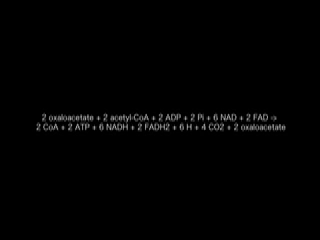 2 oxaloacetate + 2 acetyl-CoA + 2 ADP + 2 Pi + 6 NAD + 2 FAD ->
2 CoA + 2 ATP + 6 NADH + 2 FADH2 + 6 H + 4 CO2 + 2 oxaloacetate